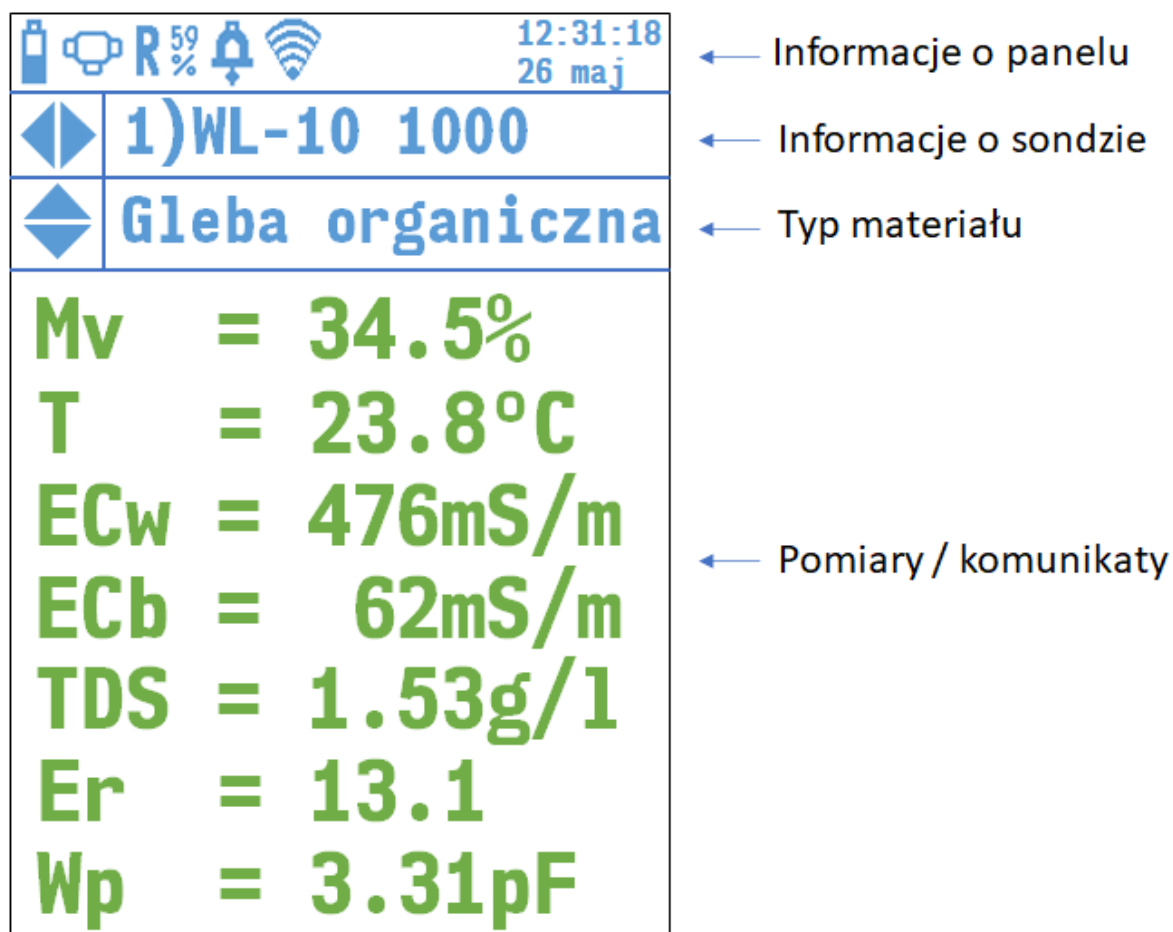 R 59 % 12:31:18
26 maj
Informacje o panelu
1)WL-10 1000
Informacje o sondzie
Gleba organiczna
Typ materiału
Mv = 34.5%
T = 23.8°C
ECw = 476mS/m
Pomiary / komunikaty
ECb = 62mS/m
TDS = 1.53g/l
Er = 13.1
Wp = 3.31pF